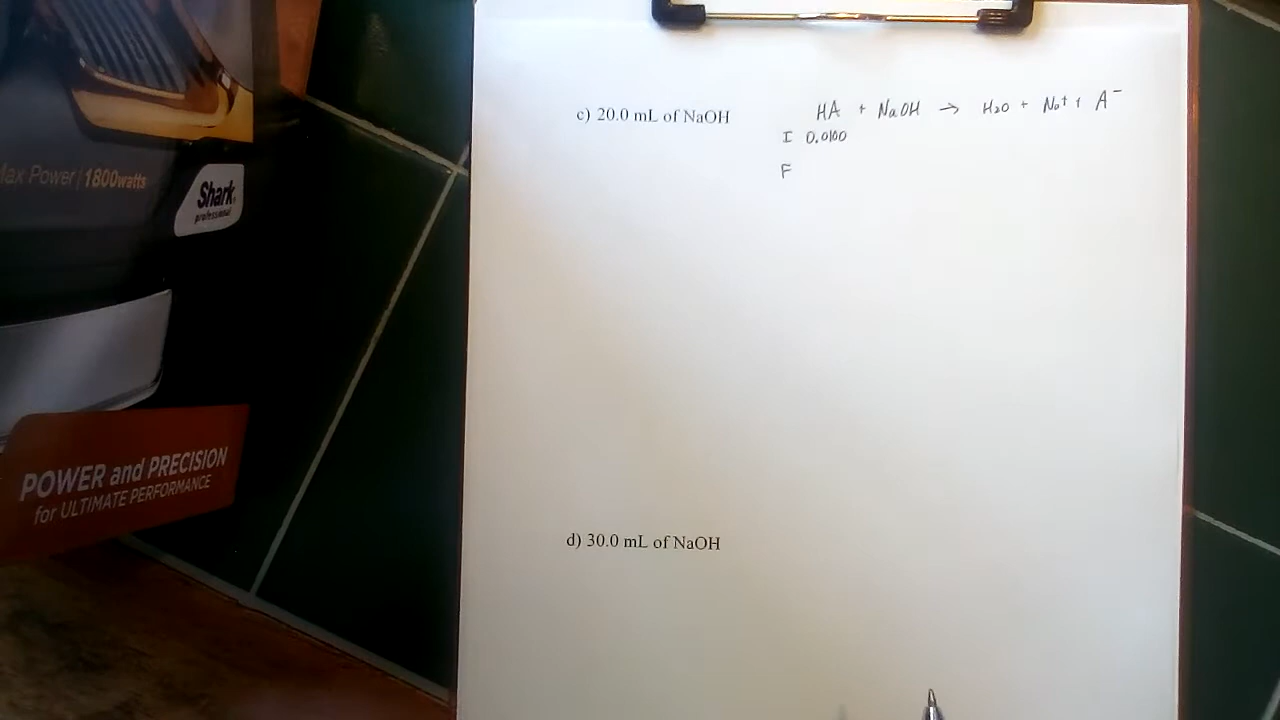 Max Power | 1800watts
Shark
professional
POWER and PRECISION
for ULTIMATE PERFORMANCE
c) 20.0 mL of NaOH
HA + NaOH → H2O + Na+ + A⁻
I 0.0100
F
d) 30.0 mL of NaOH